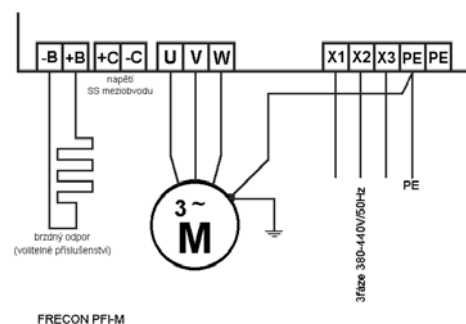 -B +B +C -C U V W X1 X2 X3 PE PE
napětí
SS meziobvodu
3~
M
PE
3fáze 380-440V/50Hz
brzdný odpor
(volitelné příslušenství)
FRECON PFI-M